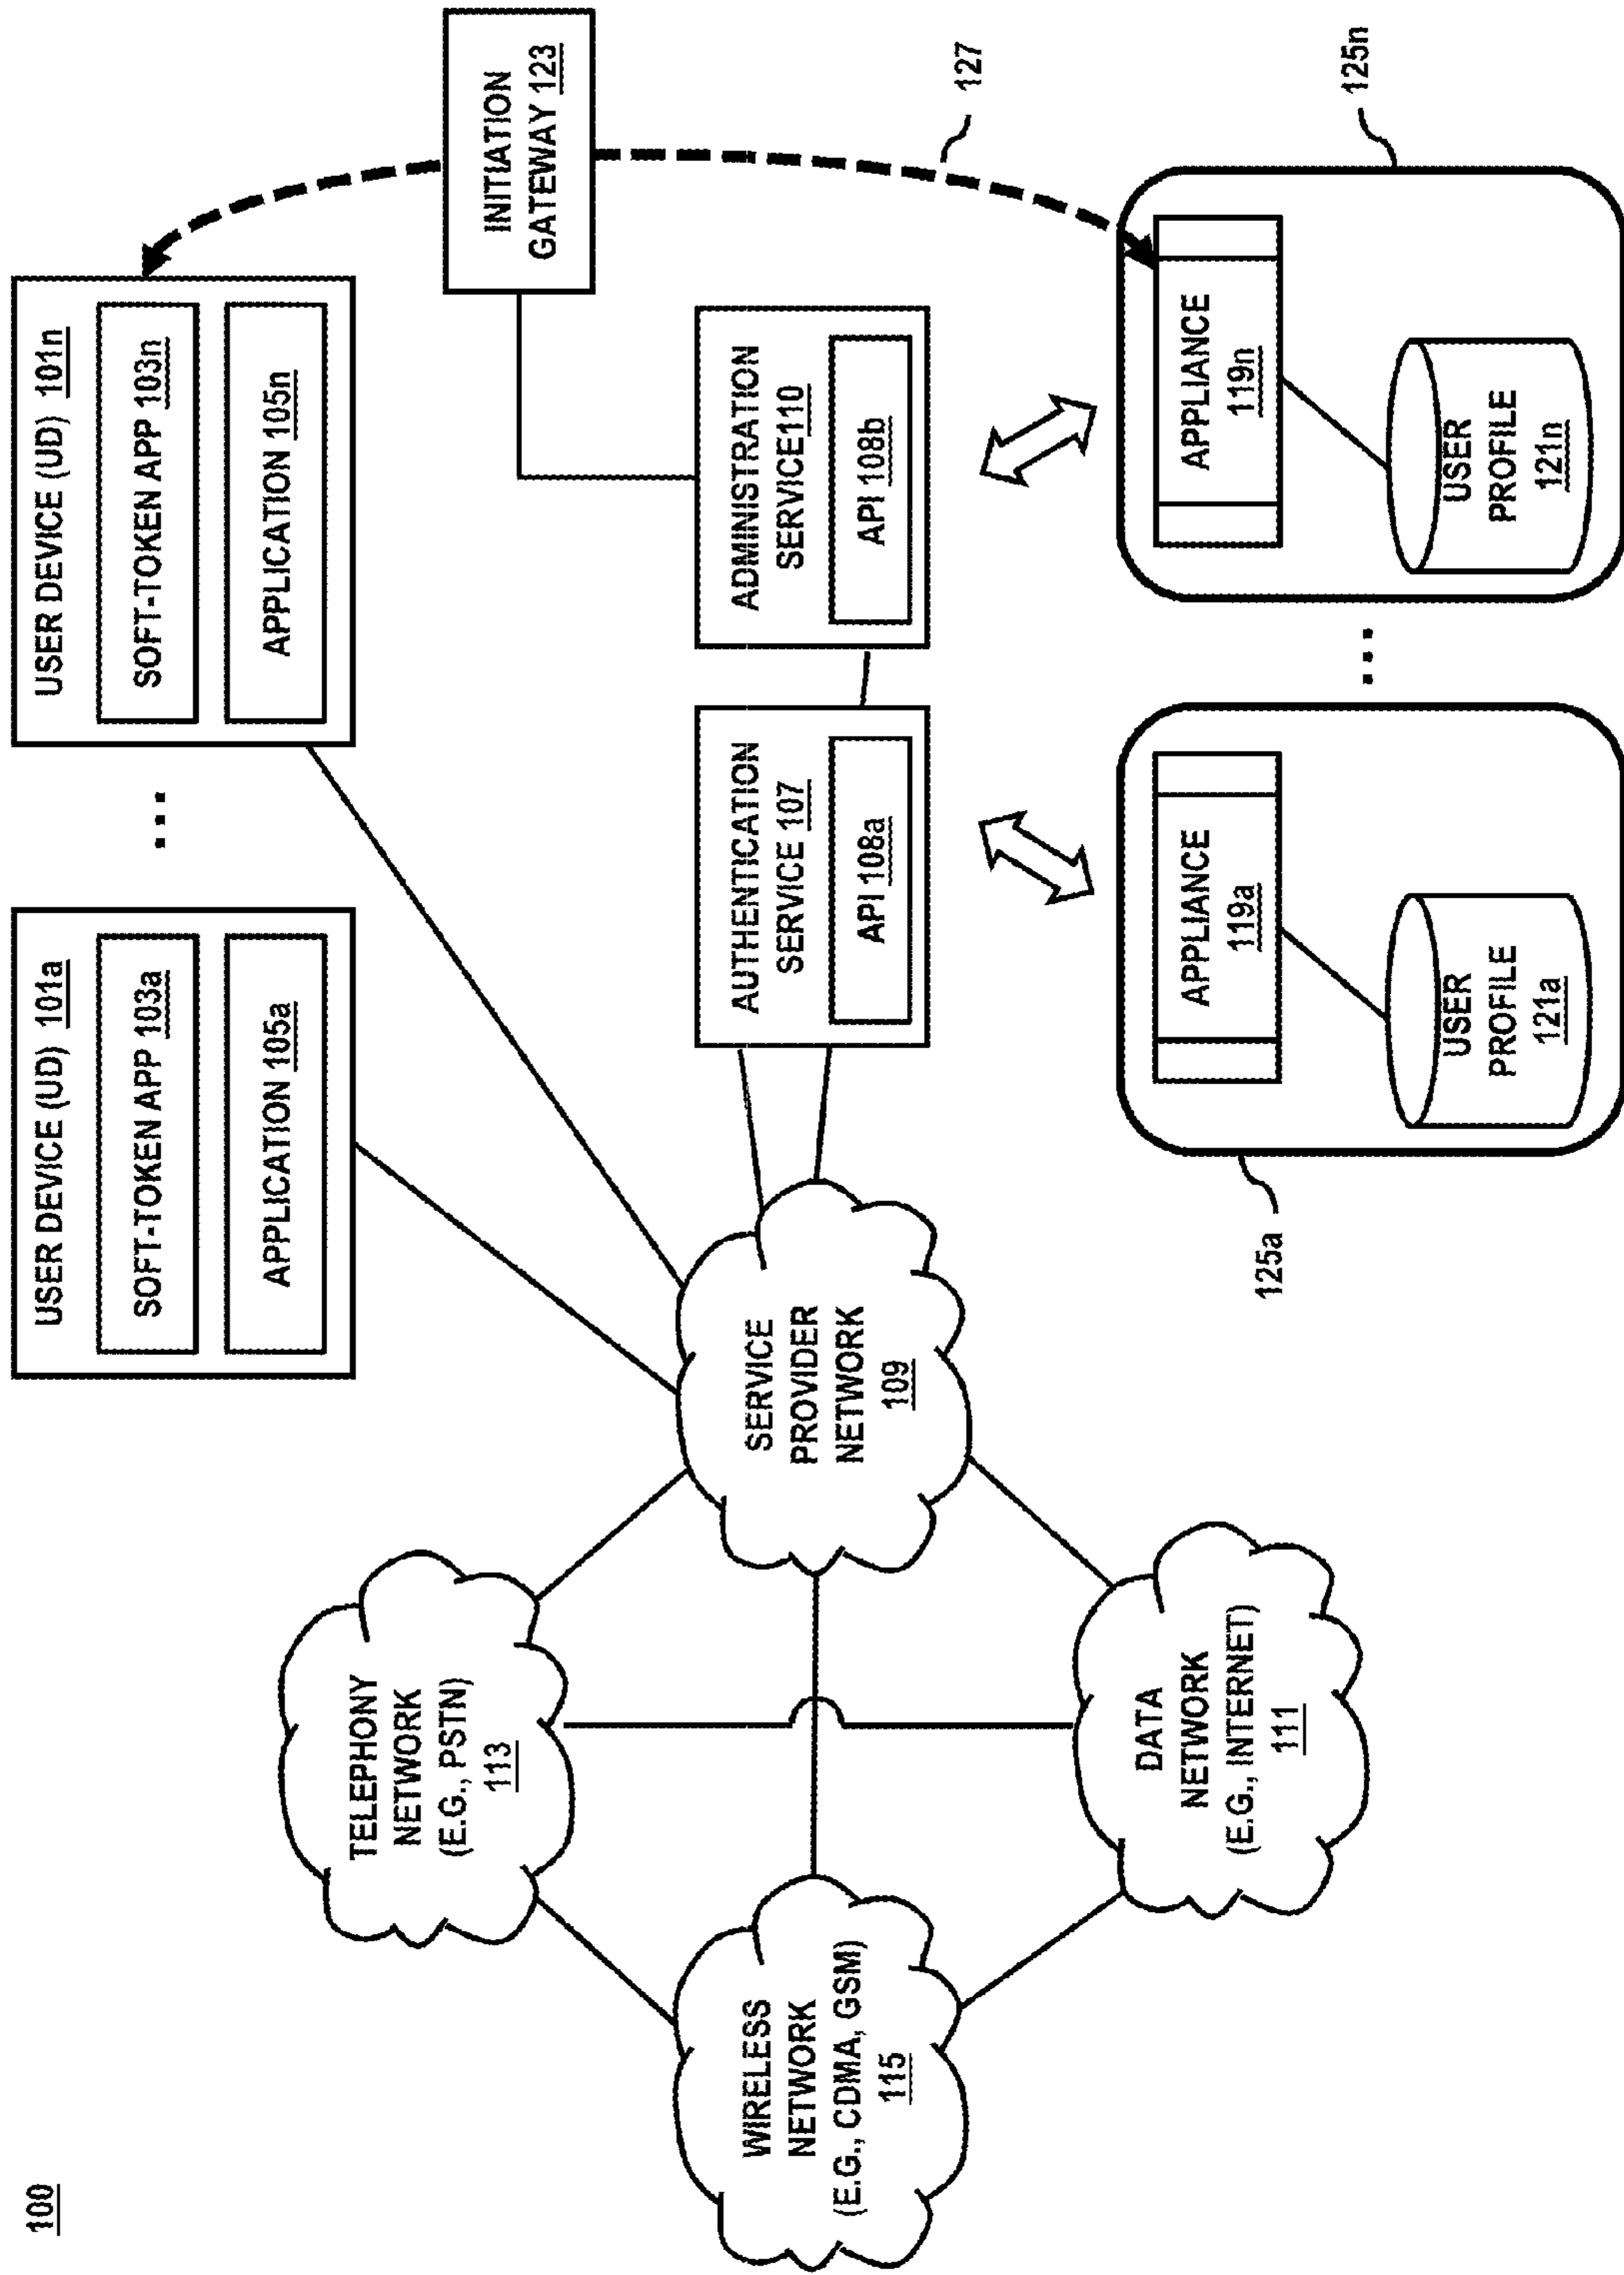 100
USER DEVICE (UD) 101a
SOFT-TOKEN APP 103a
APPLICATION 105a
...
USER DEVICE (UD) 101n
SOFT-TOKEN APP 103n
APPLICATION 105n
INITIATION
GATEWAY 123
TELEPHONY
NETWORK
(E.G., PSTN)
113
WIRELESS
NETWORK
(E.G., CDMA, GSM)
115
SERVICE
PROVIDER
NETWORK
109
DATA
NETWORK
(E.G., INTERNET)
111
AUTHENTICATION
SERVICE 107
API 108a
ADMINISTRATION
SERVICE110
API 108b
127
125a
APPLIANCE
119a
USER
PROFILE
121a
...
125n
APPLIANCE
119n
USER
PROFILE
121n